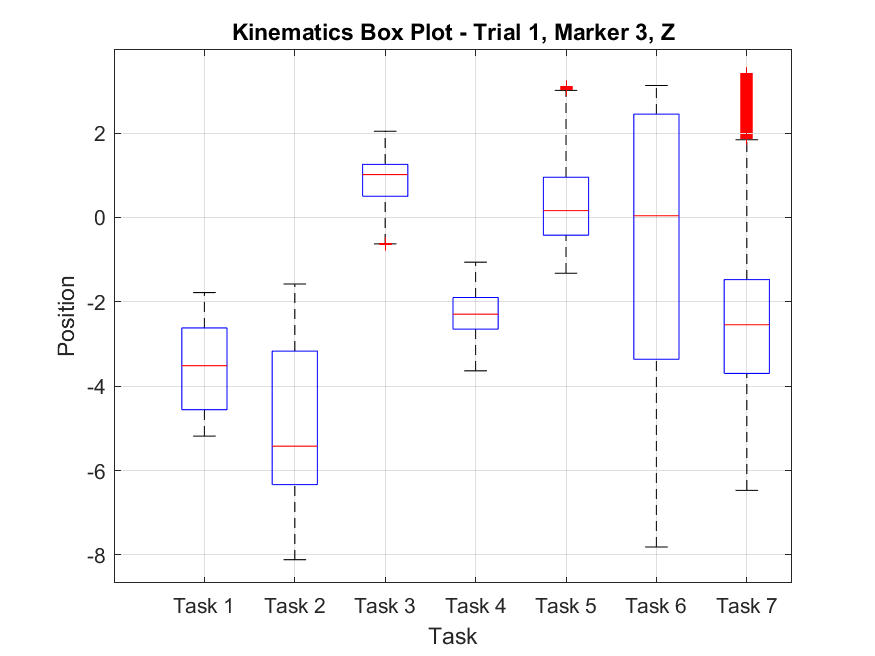 Kinematics Box Plot - Trial 1, Marker 3, Z
Position
2
0
-2
-4
-6
-8
Task 1 Task 2 Task 3 Task 4 Task 5 Task 6 Task 7
Task